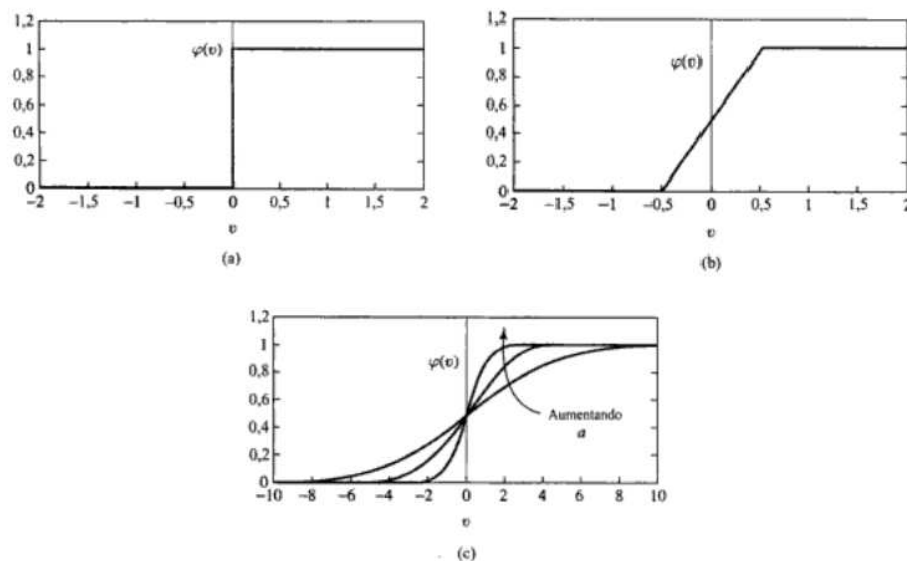 1,2
1
0,8
0,6
0,4
0,2
0
φ(v)
−2 −1,5 −1 −0,5 0 0,5 1 1,5 2
v
(a)
1,2
1
0,8
0,6
0,4
0,2
0
φ(v)
−2 −1,5 −1 −0,5 0 0,5 1 1,5 2
v
(b)
1,2
1
0,8
0,6
0,4
0,2
0
φ(v)
Aumentando
a
−10 −8 −6 −4 −2 0 2 4 6 8 10
v
(c)